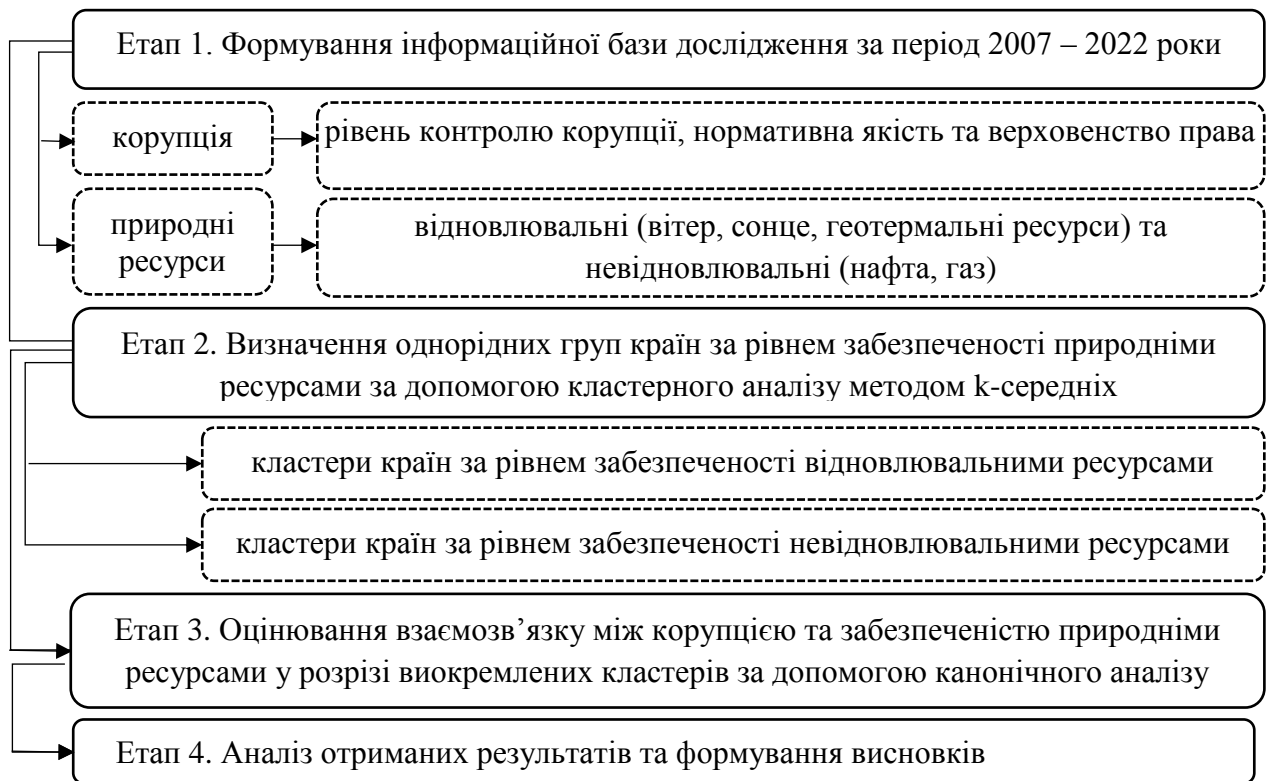 Етап 1. Формування інформаційної бази дослідження за період 2007 – 2022 роки
корупція
рівень контролю корупції, нормативна якість та верховенство права
природні
ресурси
відновлювальні (вітер, сонце, геотермальні ресурси) та
невідновлювальні (нафта, газ)
Етап 2. Визначення однорідних груп країн за рівнем забезпеченості природніми
ресурсами за допомогою кластерного аналізу методом k-середніх
кластери країн за рівнем забезпеченості відновлювальними ресурсами
кластери країн за рівнем забезпеченості невідновлювальними ресурсами
Етап 3. Оцінювання взаємозв’язку між корупцією та забезпеченістю природніми
ресурсами у розрізі виокремлених кластерів за допомогою канонічного аналізу
Етап 4. Аналіз отриманих результатів та формування висновків